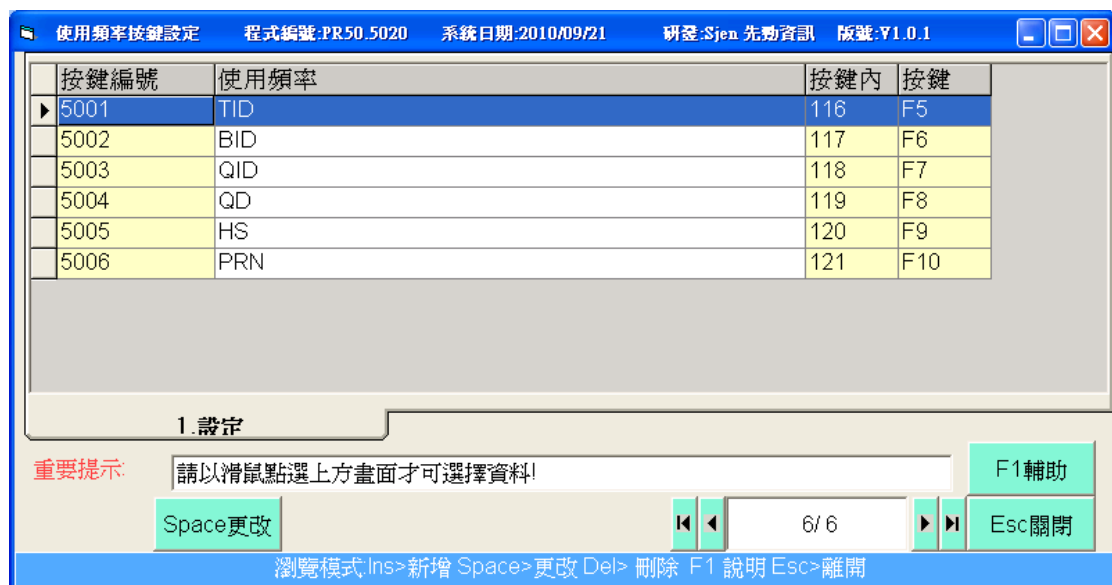 使用頻率按鍵設定 程式編號:PR50.5020 系統日期:2010/09/21 研發:Sjen 先勤資訊 版號:V1.0.1
按鍵編號 使用頻率 按鍵內 按鍵
5001 TID 116 F5
5002 BID 117 F6
5003 QID 118 F7
5004 QD 119 F8
5005 HS 120 F9
5006 PRN 121 F10
1.設定
重要提示: 請以滑鼠點選上方畫面才可選擇資料! F1輔助
Space更改 6/6 Esc關閉
瀏覽模式:Ins>新增 Space>更改 Del> 刪除 F1 說明 Esc>離開